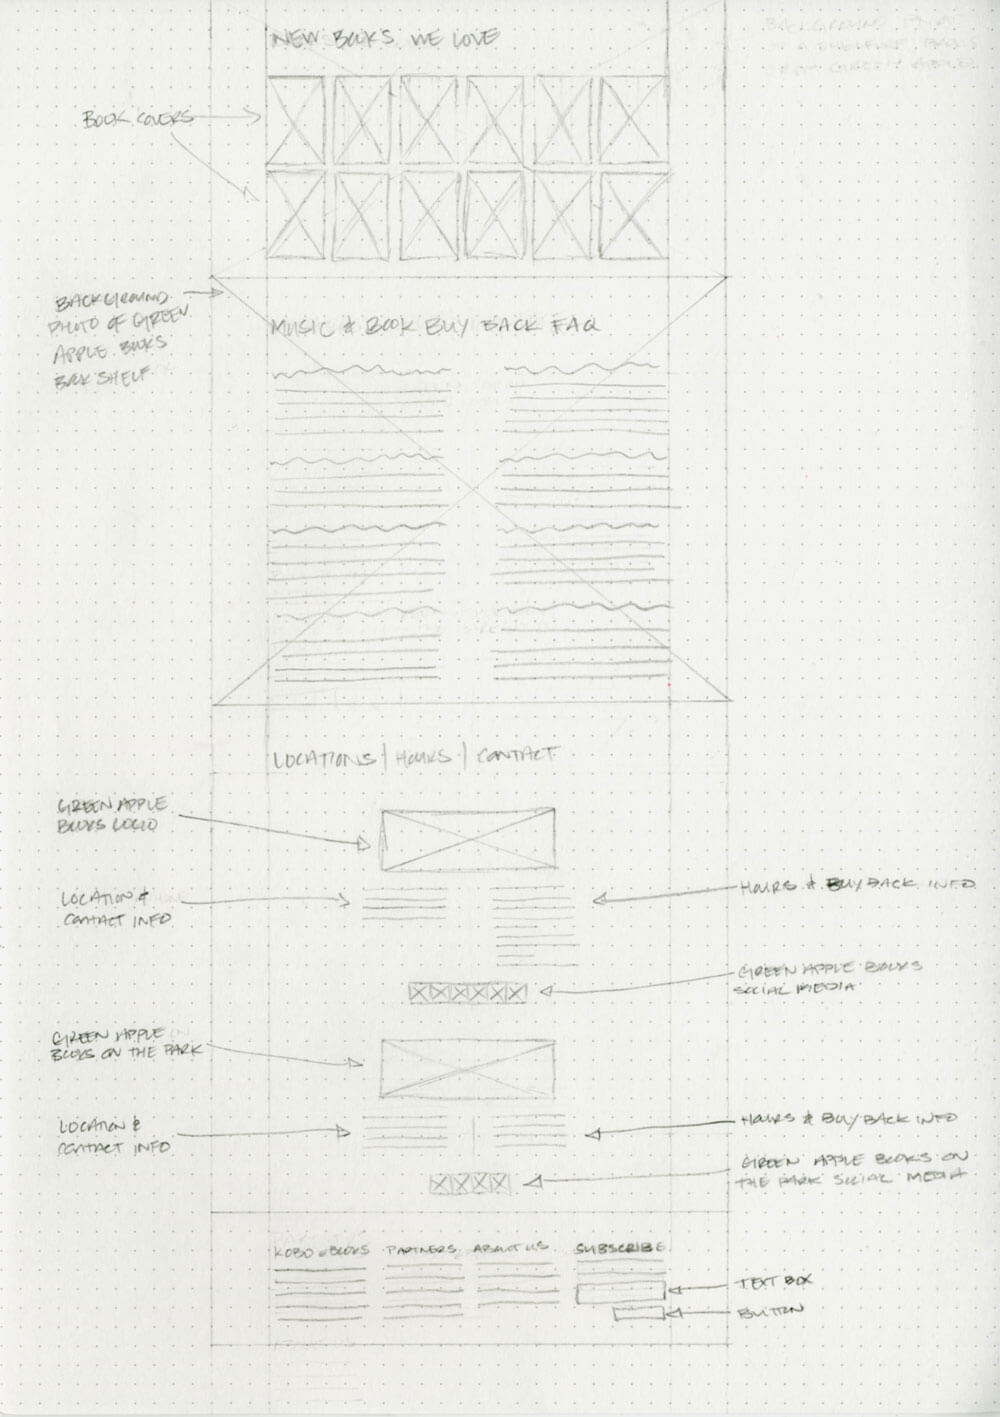 NEW BOOKS WE LOVE
BACKGROUND
BOOK COVERS
BACKGROUND
PHOTO OF GREEN
APPLE BOOKS
BOOK SHELF.
MUSIC & BOOK BUY BACK FAQ
LOCATIONS | HOURS | CONTACT
GREEN APPLE
BOOKS LOGO
LOCATION &
CONTACT INFO
HOURS & BUY BACK INFO
GREEN APPLE BOOKS
SOCIAL MEDIA
GREEN APPLE
BOOKS ON THE PARK
LOCATION &
CONTACT INFO
HOURS & BUY BACK INFO
GREEN APPLE BOOKS ON
THE PARK SOCIAL MEDIA
KOBO eBOOKS PARTNERS ABOUT US SUBSCRIBE
TEXT BOX
BUTTON